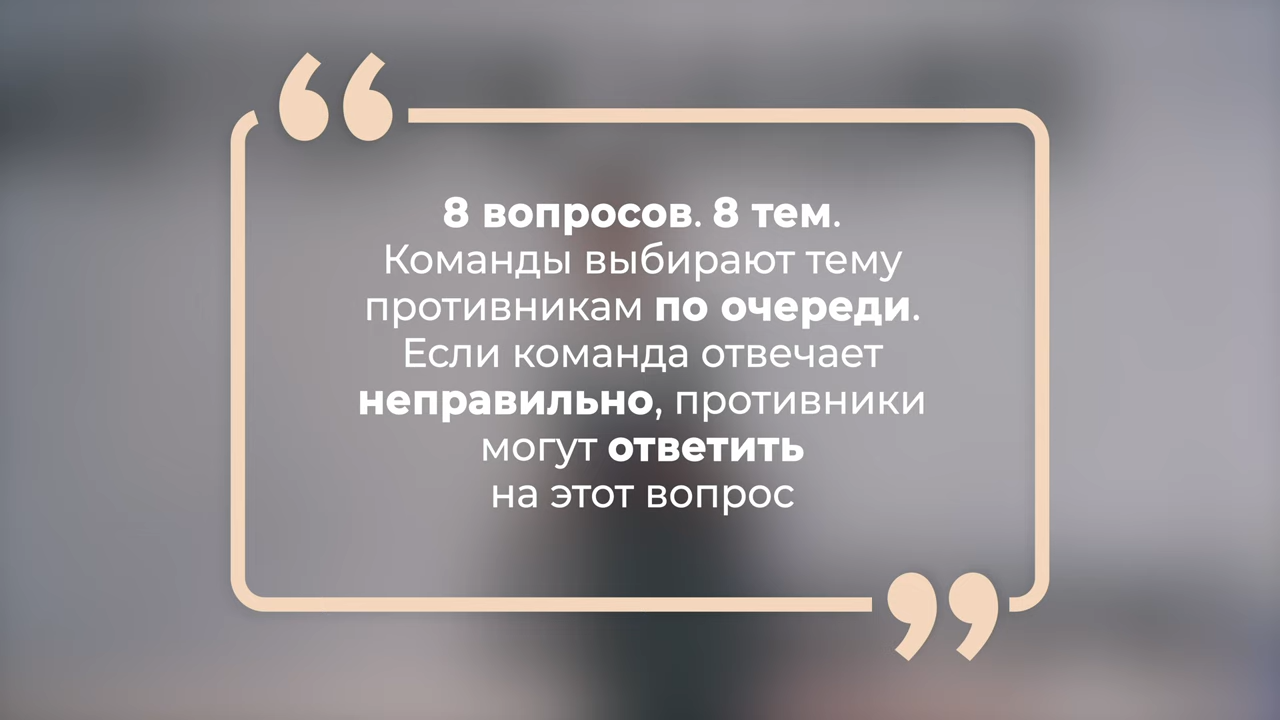 8 вопросов. 8 тем.
Команды выбирают тему
противникам по очереди.
Если команда отвечает
неправильно, противники
могут ответить
на этот вопрос